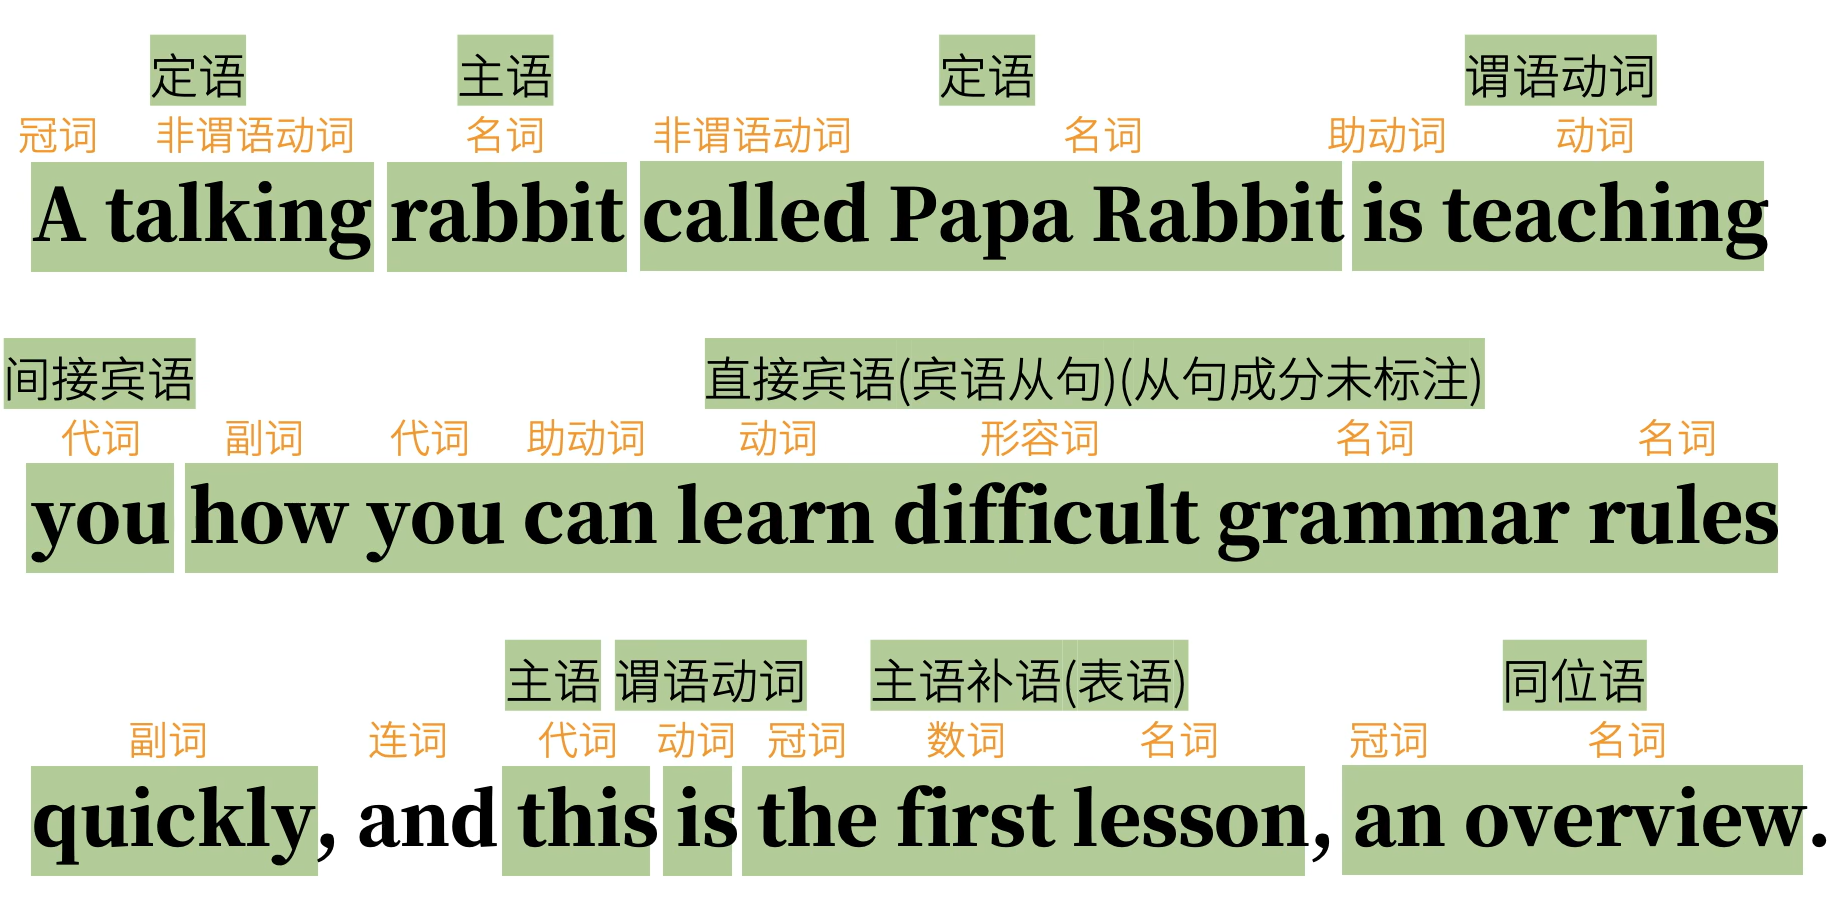 定语 主语 定语 谓语动词
冠词 非谓语动词 名词 非谓语动词 名词 助动词 动词
A talking rabbit called Papa Rabbit is teaching
间接宾语 直接宾语(宾语从句)(从句成分未标注)
代词 副词 代词 助动词 动词 形容词 名词 名词
you how you can learn difficult grammar rules
主语 谓语动词 主语补语(表语) 同位语
副词 连词 代词 动词 冠词 数词 名词 冠词 名词
quickly, and this is the first lesson, an overview.